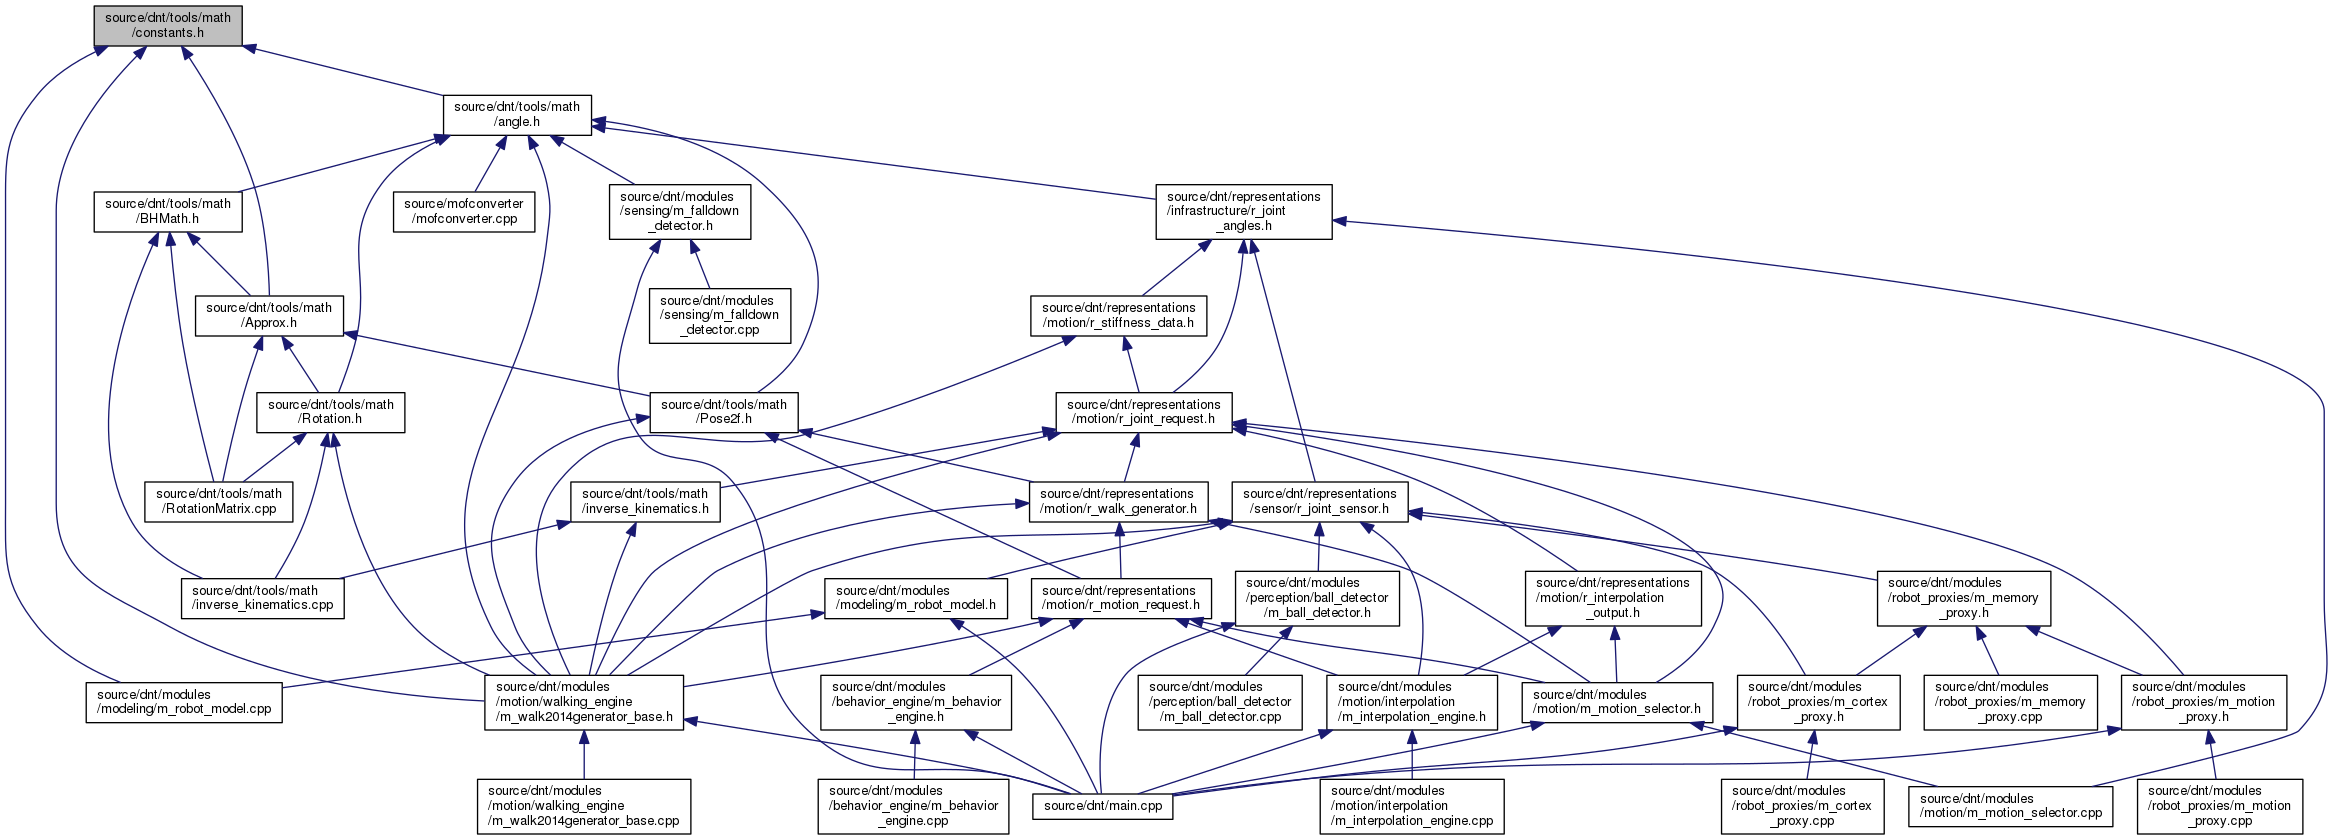 source/dnt/tools/math
/constants.h
source/dnt/tools/math
/angle.h
source/dnt/tools/math
/BHMath.h
source/mofconverter
/mofconverter.cpp
source/dnt/modules
/sensing/m_falldown
_detector.h
source/dnt/representations
/infrastructure/r_joint
_angles.h
source/dnt/tools/math
/Approx.h
source/dnt/modules
/sensing/m_falldown
_detector.cpp
source/dnt/representations
/motion/r_stiffness_data.h
source/dnt/tools/math
/Rotation.h
source/dnt/tools/math
/Pose2f.h
source/dnt/representations
/motion/r_joint_request.h
source/dnt/tools/math
/RotationMatrix.cpp
source/dnt/tools/math
/inverse_kinematics.h
source/dnt/representations
/motion/r_walk_generator.h
source/dnt/representations
/sensor/r_joint_sensor.h
source/dnt/tools/math
/inverse_kinematics.cpp
source/dnt/modules
/modeling/m_robot_model.h
source/dnt/representations
/motion/r_motion_request.h
source/dnt/modules
/perception/ball_detector
/m_ball_detector.h
source/dnt/representations
/motion/r_interpolation
_output.h
source/dnt/modules
/robot_proxies/m_memory
_proxy.h
source/dnt/modules
/modeling/m_robot_model.cpp
source/dnt/modules
/motion/walking_engine
/m_walk2014generator_base.h
source/dnt/modules
/behavior_engine/m_behavior
_engine.h
source/dnt/modules
/perception/ball_detector
/m_ball_detector.cpp
source/dnt/modules
/motion/interpolation
/m_interpolation_engine.h
source/dnt/modules
/motion/m_motion_selector.h
source/dnt/modules
/robot_proxies/m_cortex
_proxy.h
source/dnt/modules
/robot_proxies/m_memory
_proxy.cpp
source/dnt/modules
/robot_proxies/m_motion
_proxy.h
source/dnt/modules
/motion/walking_engine
/m_walk2014generator_base.cpp
source/dnt/modules
/behavior_engine/m_behavior
_engine.cpp
source/dnt/main.cpp
source/dnt/modules
/motion/interpolation
/m_interpolation_engine.cpp
source/dnt/modules
/robot_proxies/m_cortex
_proxy.cpp
source/dnt/modules
/motion/m_motion_selector.cpp
source/dnt/modules
/robot_proxies/m_motion
_proxy.cpp